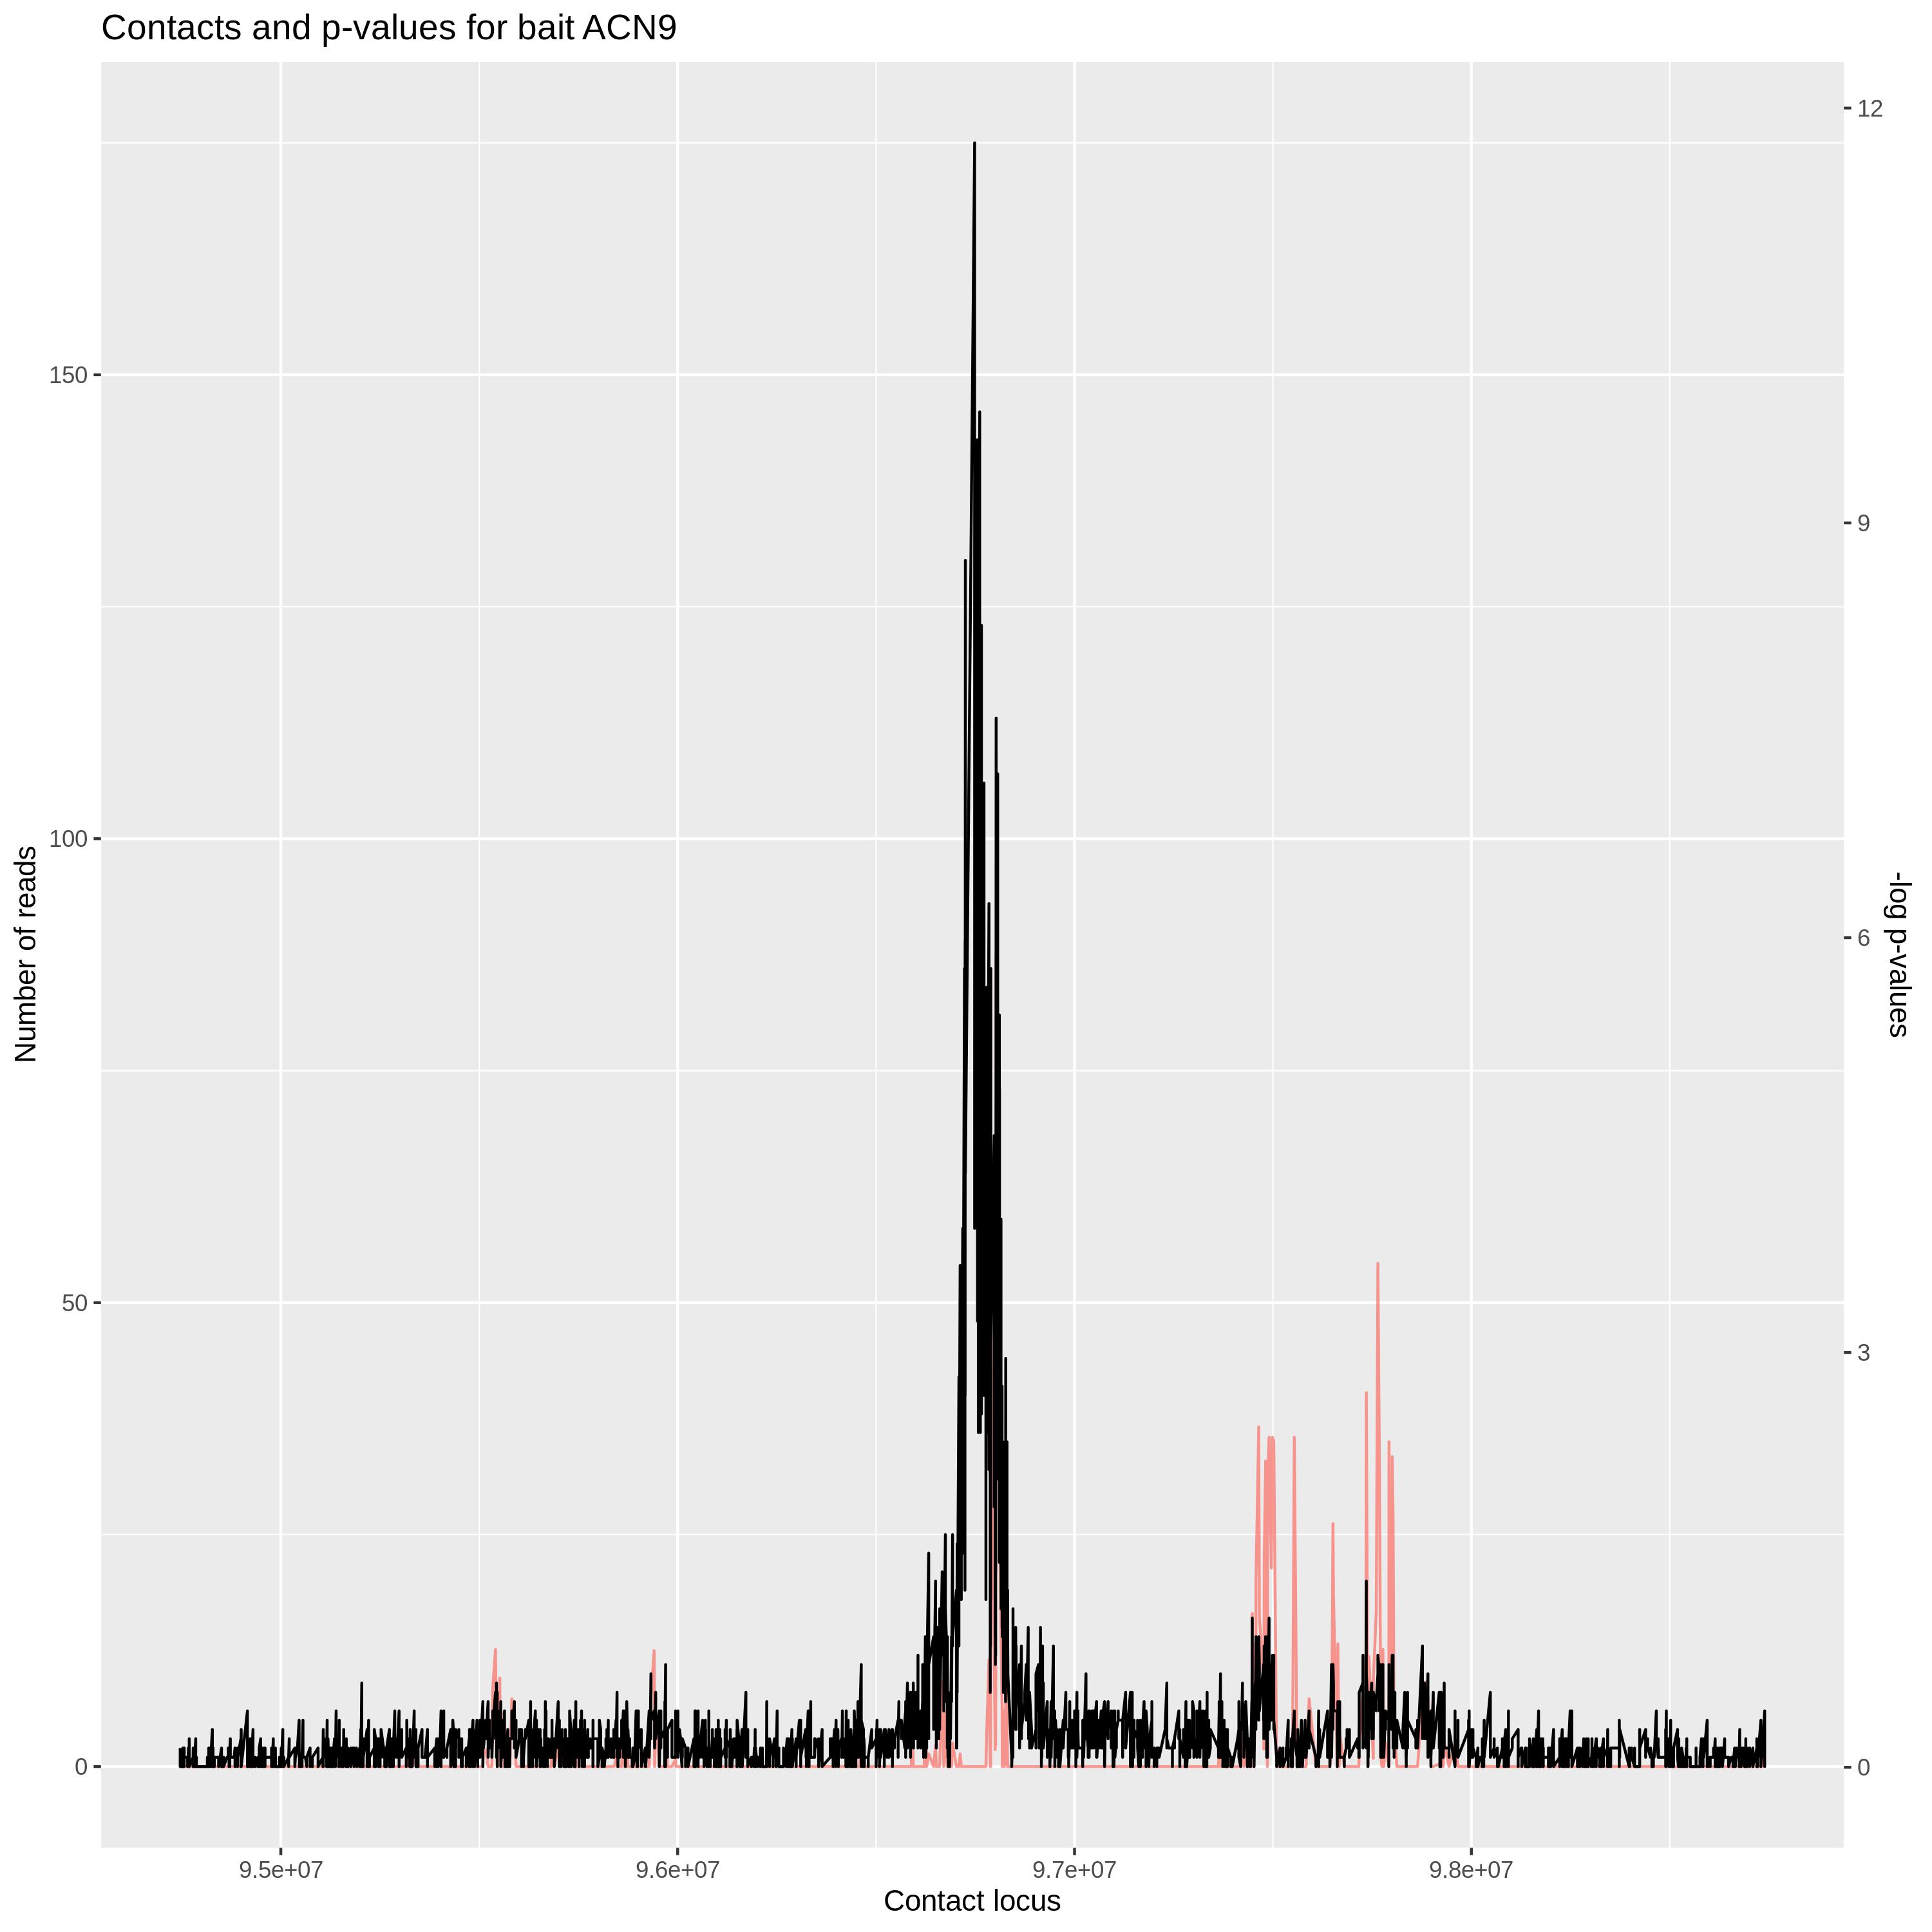 Contacts and p-values for bait ACN9
12
150
9
100
6
50
3
0
0
Number of reads
-log p-values
9.5e+07
9.6e+07
9.7e+07
9.8e+07
Contact locus